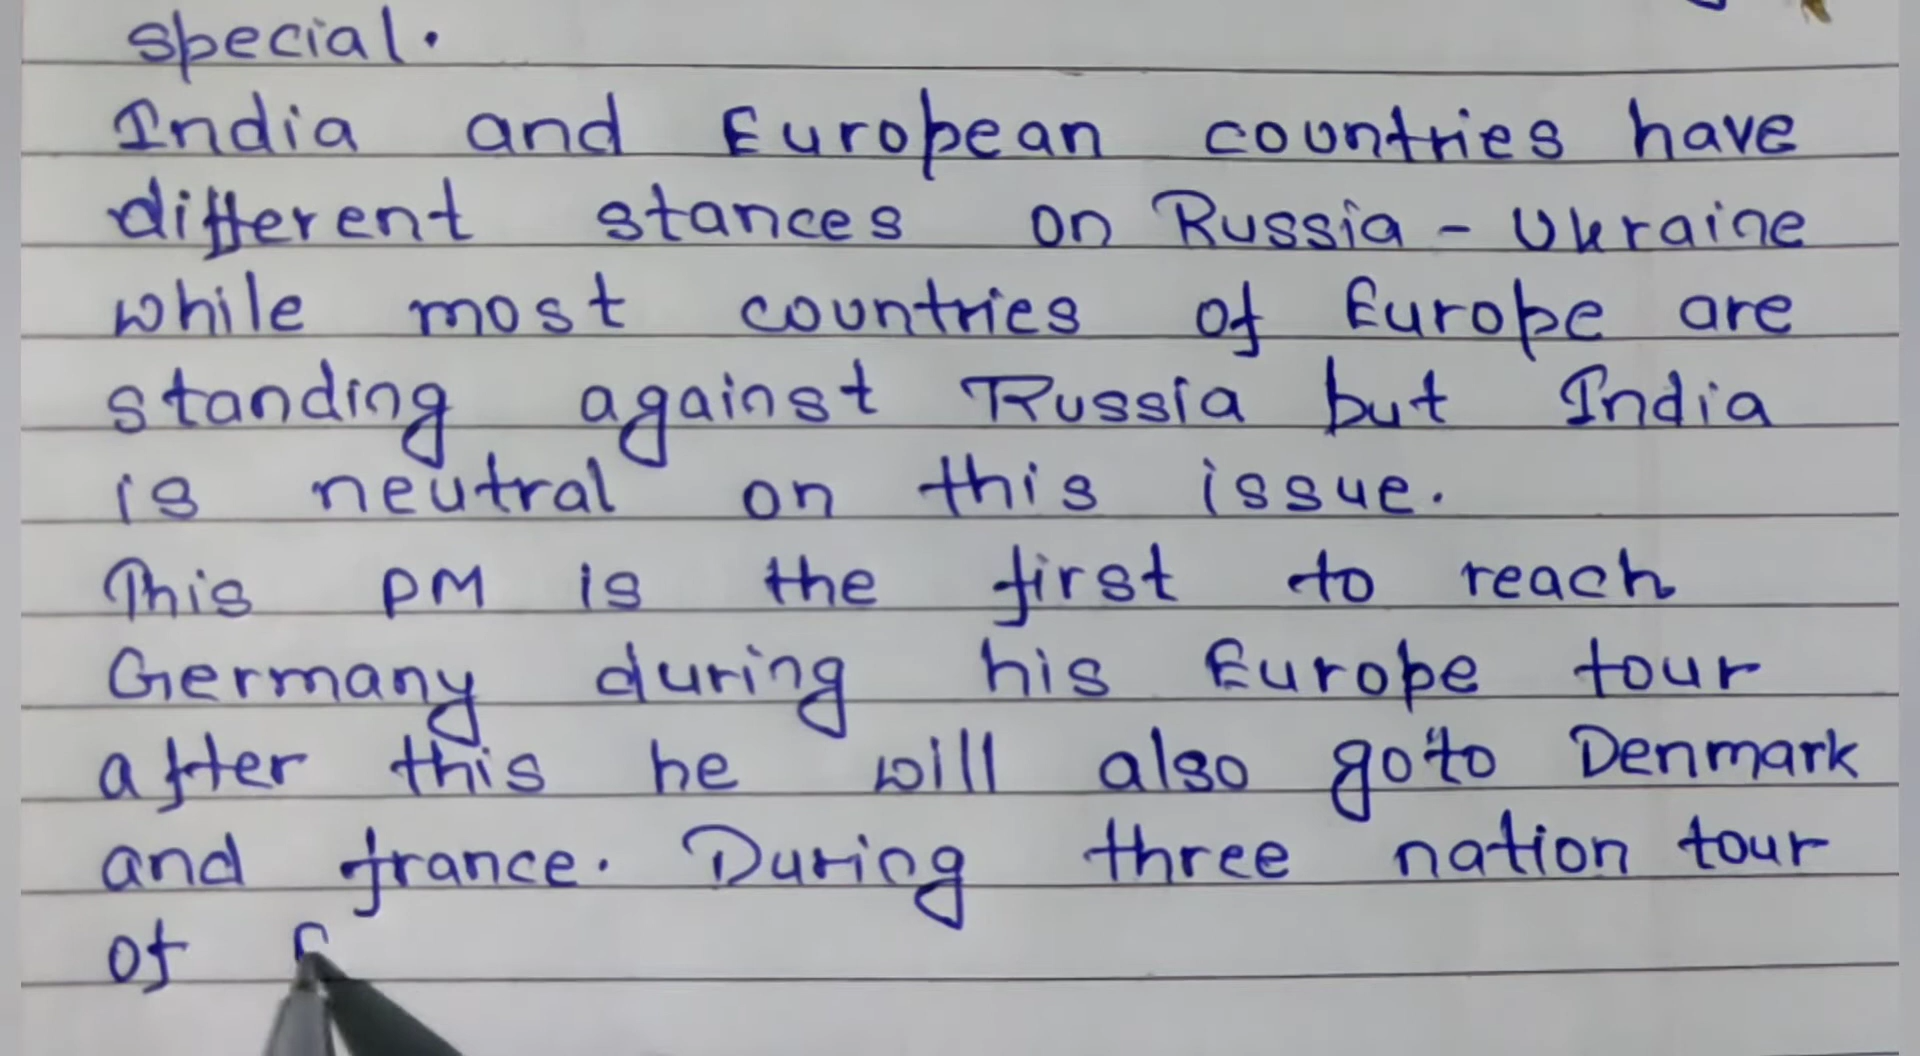 special.
India and European countries have
different stances on Russia - Ukraine
while most countries of Europe are
standing against Russia but India
is neutral on this issue.
This PM is the first to reach
Germany during his Europe tour
after this he will also goto Denmark
and france. During three nation tour
of